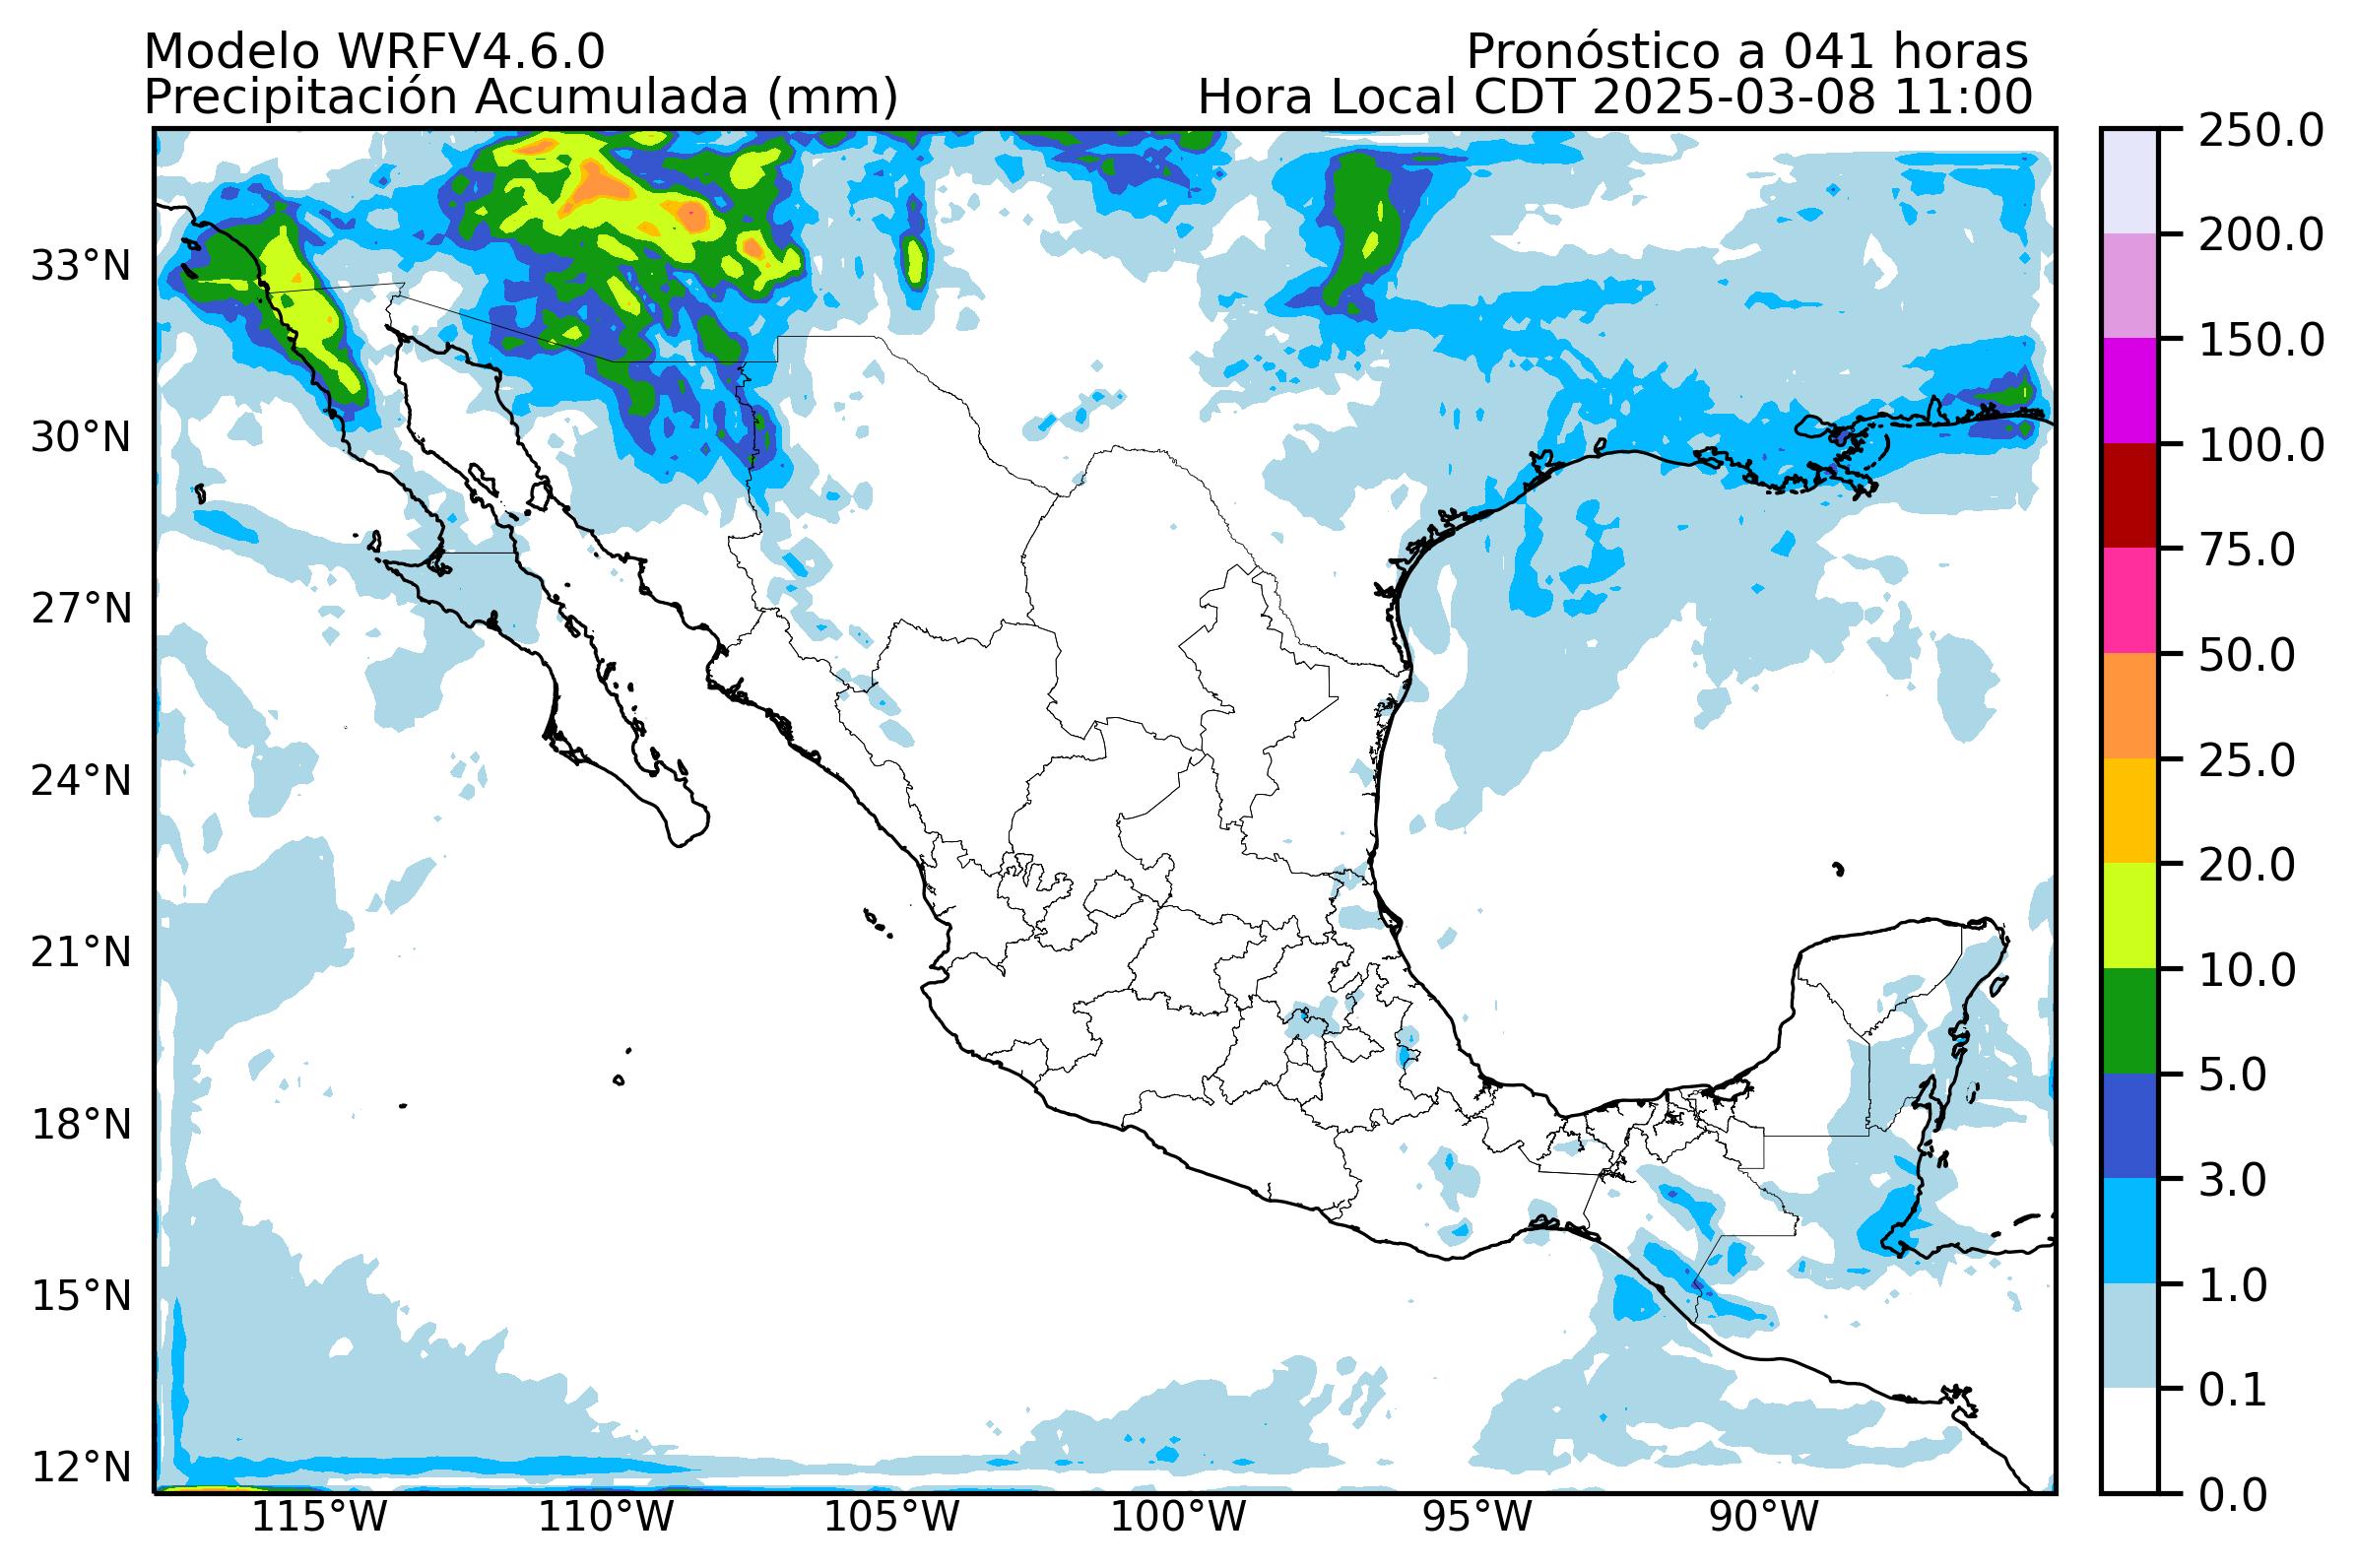 Modelo WRFV4.6.0
Pronóstico a 041 horas
Precipitación Acumulada (mm)
Hora Local CDT 2025-03-08 11:00
33°N
30°N
27°N
24°N
21°N
18°N
15°N
12°N
115°W
110°W
105°W
100°W
95°W
90°W
250.0
200.0
150.0
100.0
75.0
50.0
25.0
20.0
10.0
5.0
3.0
1.0
0.1
0.0